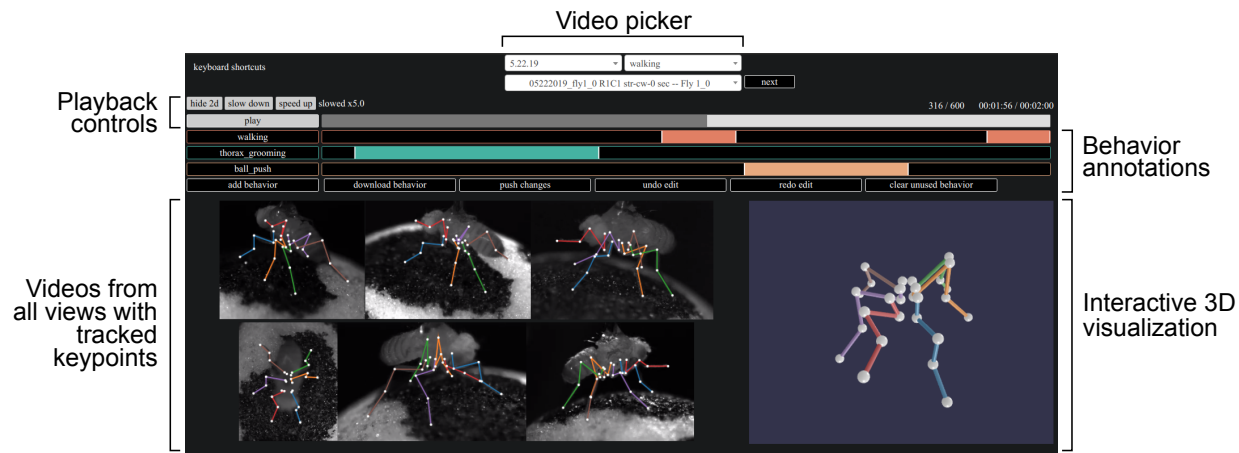 Video picker
keyboard shortcuts
5.22.19
walking
05222019_fly1_0 R1C1 str-cw-0 sec -- Fly 1_0
next
Playback
controls
hide 2d
slow down
speed up
slowed x5.0
316 / 600
00:01:56 / 00:02:00
play
walking
thorax_grooming
ball_push
add behavior
download behavior
push changes
undo edit
redo edit
clear unused behavior
Behavior
annotations
Videos from
all views with
tracked
keypoints
Interactive 3D
visualization